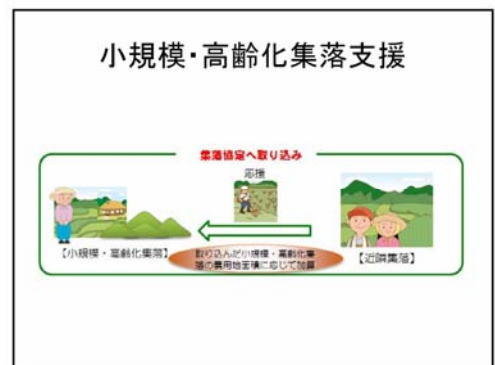 小規模・高齢化集落支援
集落協定へ取り込み
応援
【小規模・高齢化集落】
取り込んだ小規模・高齢化集
落の農用地面積に応じて加算
【近隣集落】